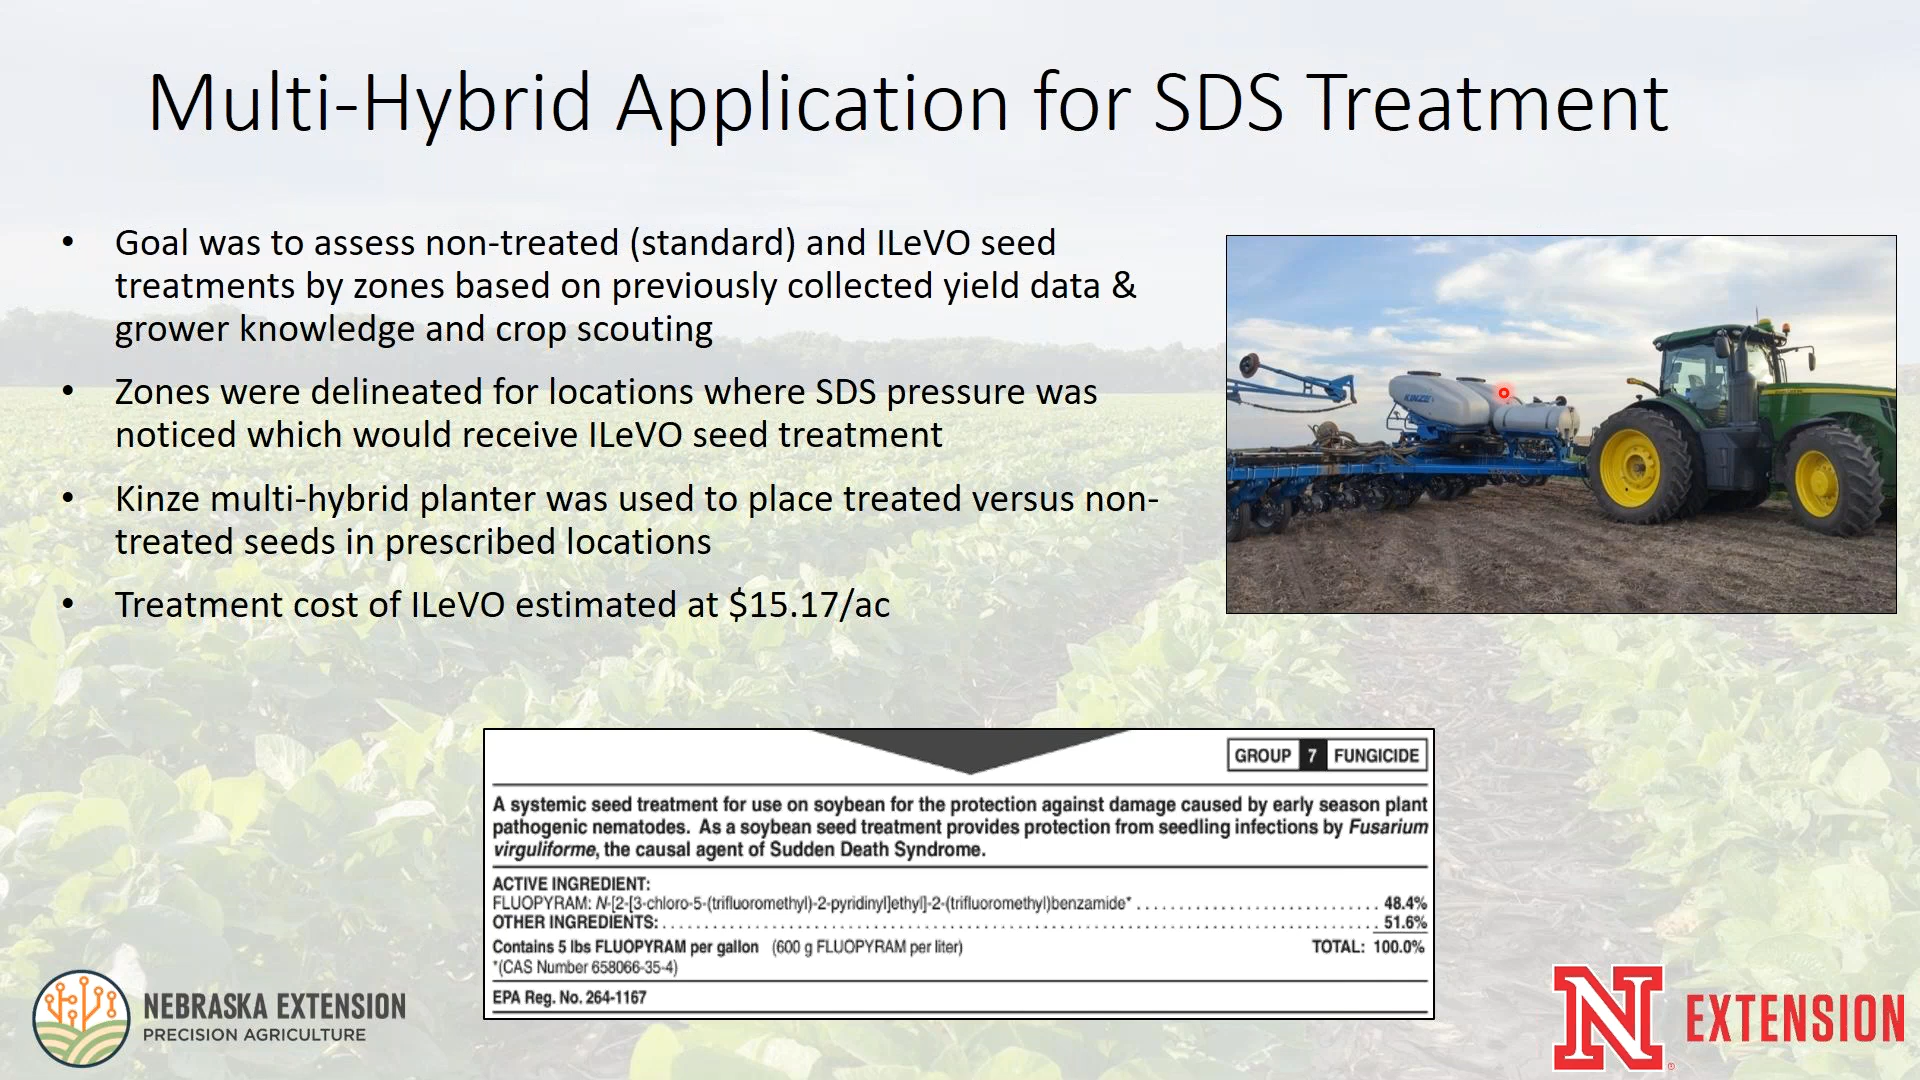 Multi-Hybrid Application for SDS Treatment
• Goal was to assess non-treated (standard) and ILeVO seed
treatments by zones based on previously collected yield data &
grower knowledge and crop scouting
• Zones were delineated for locations where SDS pressure was
noticed which would receive ILeVO seed treatment
• Kinze multi-hybrid planter was used to place treated versus non-
treated seeds in prescribed locations
• Treatment cost of ILeVO estimated at $15.17/ac
KINZE
GROUP 7 FUNGICIDE
A systemic seed treatment for use on soybean for the protection against damage caused by early season plant
pathogenic nematodes. As a soybean seed treatment provides protection from seedling infections by Fusarium
virguliforme, the causal agent of Sudden Death Syndrome.
ACTIVE INGREDIENT:
FLUOPYRAM: N-[2-[3-chloro-5-(trifluoromethyl)-2-pyridinyl]ethyl]-2-(trifluoromethyl)benzamide* . . . . . . . . . . . . . . . . . . . . . . . . . . . 48.4%
OTHER INGREDIENTS: . . . . . . . . . . . . . . . . . . . . . . . . . . . . . . . . . . . . . . . . . . . . . . . . . . . . . . . . . . . . . . . . . . . . 51.6%
Contains 5 lbs FLUOPYRAM per gallon (600 g FLUOPYRAM per liter) TOTAL: 100.0%
*(CAS Number 658066-35-4)
EPA Reg. No. 264-1167
NEBRASKA EXTENSION
PRECISION AGRICULTURE
N EXTENSION
®